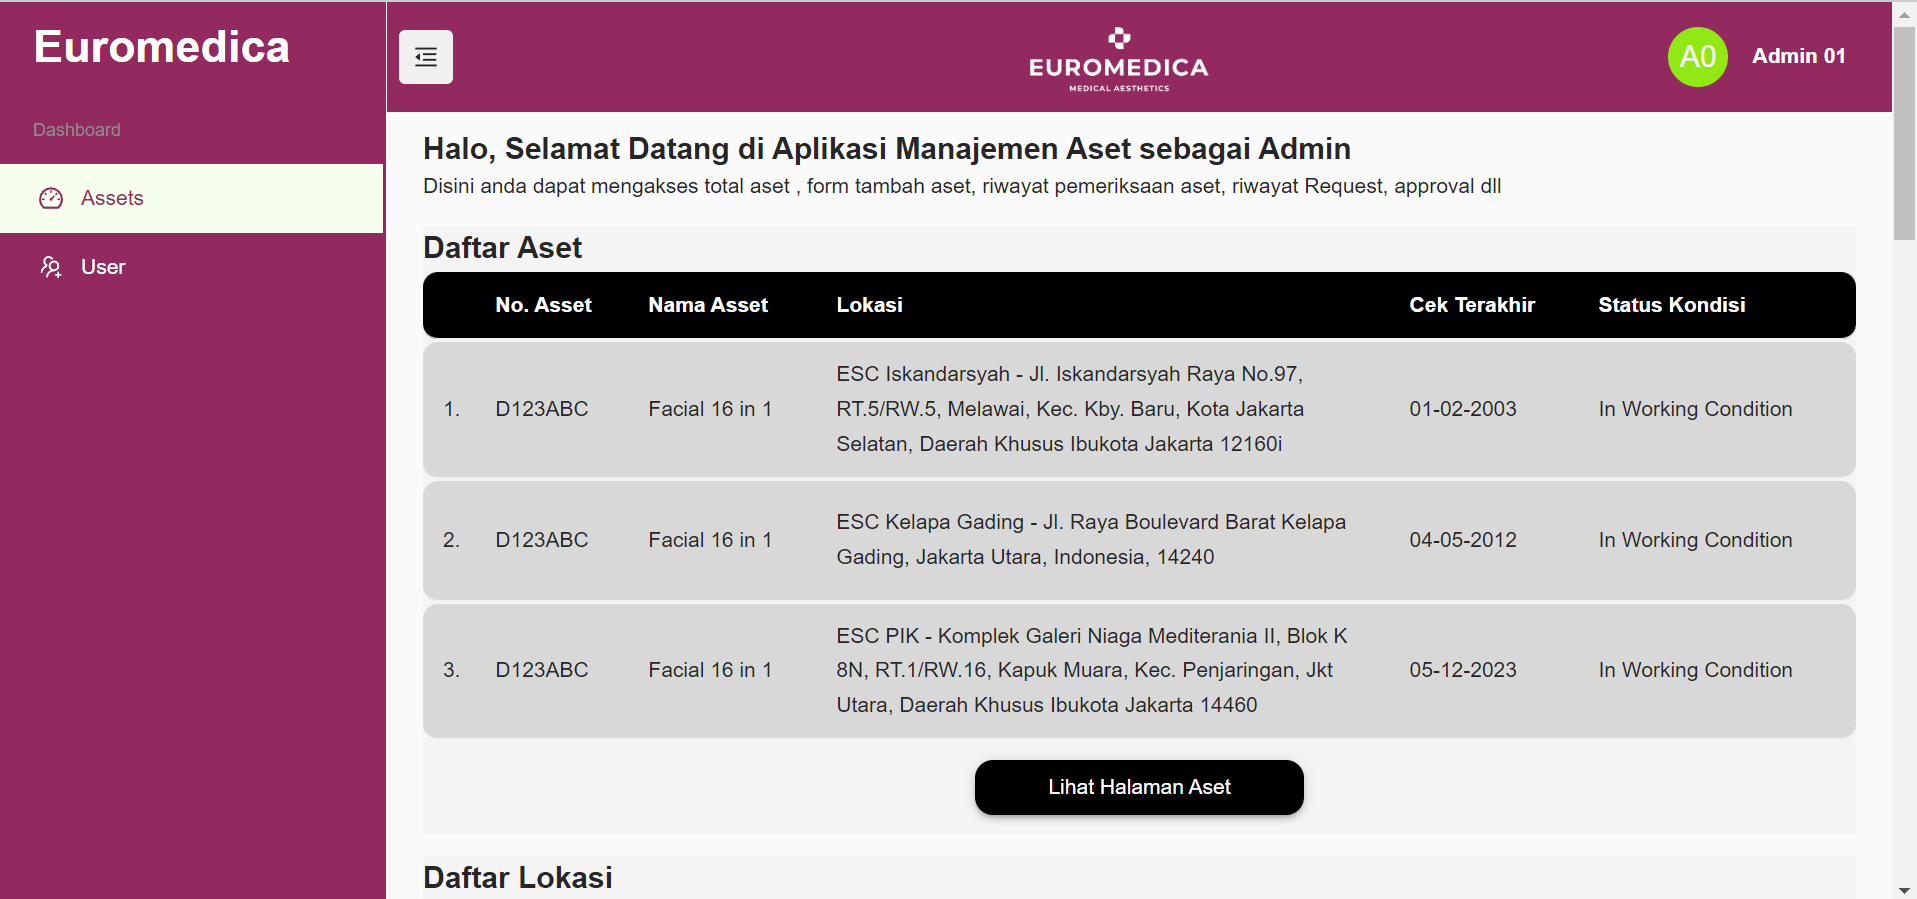 Euromedica
Dashboard
Assets
User
EUROMEDICA
MEDICAL AESTHETICS
A0
Admin 01
Halo, Selamat Datang di Aplikasi Manajemen Aset sebagai Admin
Disini anda dapat mengakses total aset , form tambah aset, riwayat pemeriksaan aset, riwayat Request, approval dll
Daftar Aset
No. Asset Nama Asset Lokasi Cek Terakhir Status Kondisi
ESC Iskandarsyah - Jl. Iskandarsyah Raya No.97,
1. D123ABC Facial 16 in 1 RT.5/RW.5, Melawai, Kec. Kby. Baru, Kota Jakarta 01-02-2003 In Working Condition
Selatan, Daerah Khusus Ibukota Jakarta 12160i
ESC Kelapa Gading - Jl. Raya Boulevard Barat Kelapa
2. D123ABC Facial 16 in 1 04-05-2012 In Working Condition
Gading, Jakarta Utara, Indonesia, 14240
ESC PIK - Komplek Galeri Niaga Mediterania II, Blok K
3. D123ABC Facial 16 in 1 8N, RT.1/RW.16, Kapuk Muara, Kec. Penjaringan, Jkt 05-12-2023 In Working Condition
Utara, Daerah Khusus Ibukota Jakarta 14460
Lihat Halaman Aset
Daftar Lokasi